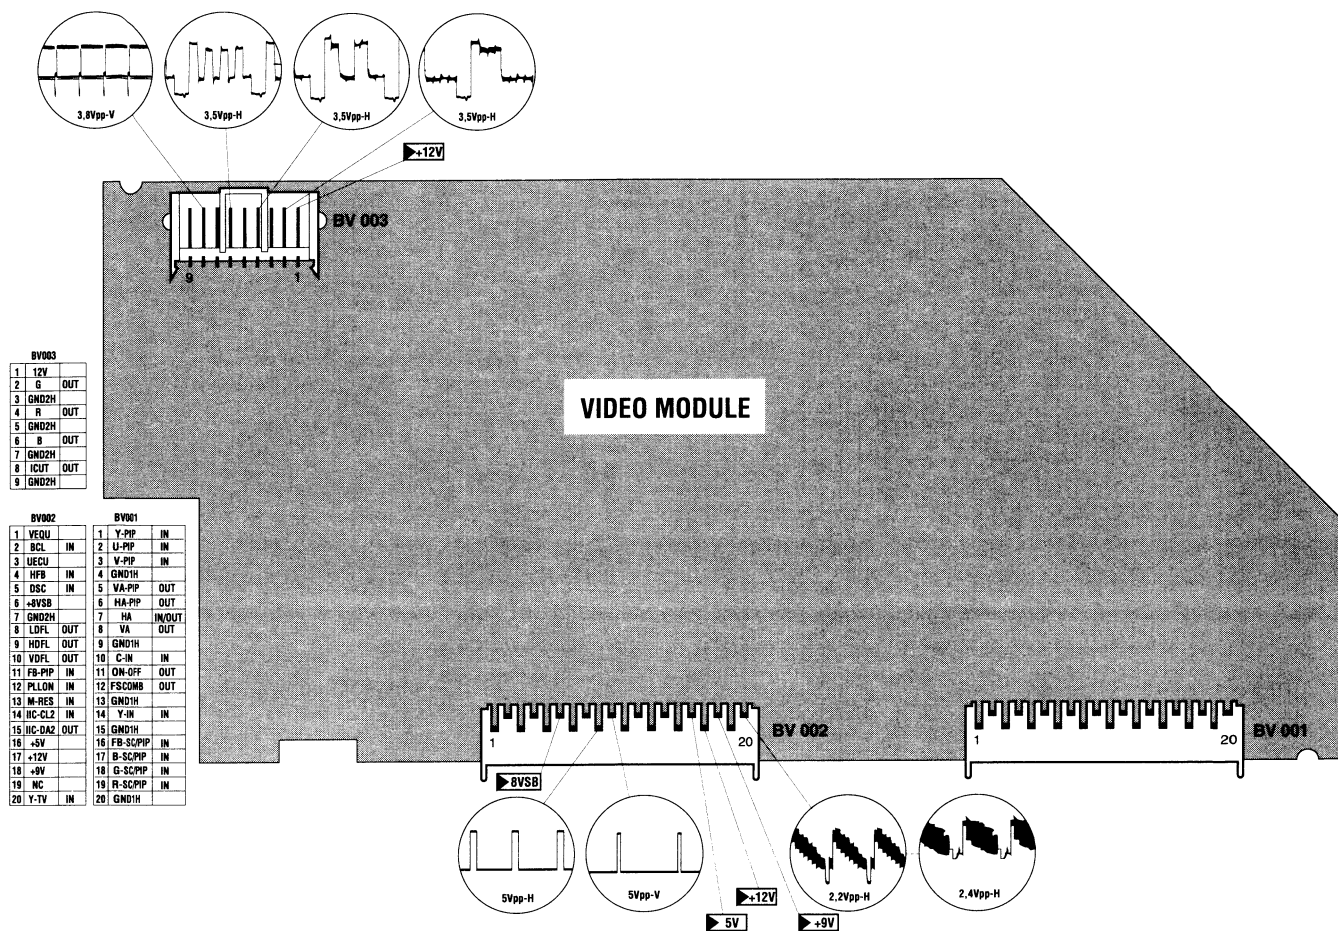 3,8Vpp-V
3,5Vpp-H
3,5Vpp-H
3,5Vpp-H
+12V
BV 003
9 1
BV003
1 12V
2 G OUT
3 GND2H
4 R OUT
5 GND2H
6 B OUT
7 GND2H
8 ICUT OUT
9 GND2H
VIDEO MODULE
BV002
1 VEQU
2 BCL IN
3 UECU
4 HFB IN
5 DSC IN
6 +8VSB
7 GND2H
8 LDFL OUT
9 HDFL OUT
10 VDFL OUT
11 FB-PIP IN
12 PLLON IN
13 M-RES IN
14 IIC-CL2 IN
15 IIC-DA2 OUT
16 +5V
17 +12V
18 +9V
19 NC
20 Y-TV IN
BV001
1 Y-PIP IN
2 U-PIP IN
3 V-PIP IN
4 GND1H
5 VA-PIP OUT
6 HA-PIP OUT
7 HA IN/OUT
8 VA OUT
9 GND1H
10 C-IN IN
11 ON-OFF OUT
12 FSCOMB OUT
13 GND1H
14 Y-IN IN
15 GND1H
16 FB-SC/PIP IN
17 B-SC/PIP IN
18 G-SC/PIP IN
19 R-SC/PIP IN
20 GND1H
1 20 BV 002
1 20 BV 001
8VSB
5Vpp-H
5Vpp-V
2,2Vpp-H
2,4Vpp-H
+12V
5V
+9V